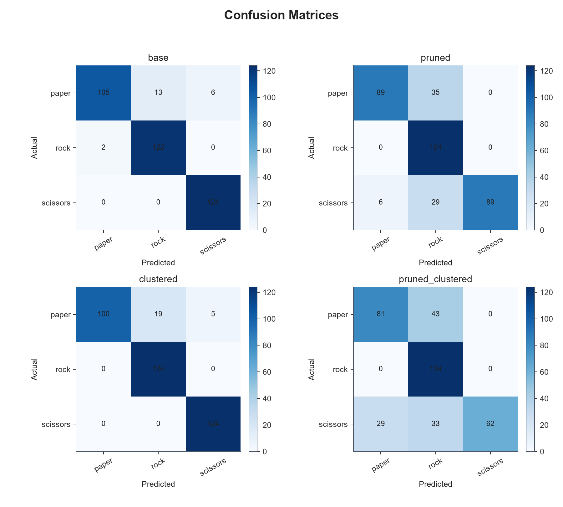 Confusion Matrices
base
pruned
120
100
80
60
40
20
0
120
100
80
60
40
20
0
Actual
paper
105
13
6
rock
2
122
0
scissors
0
0
paper
rock
scissors
Predicted
Actual
paper
89
35
0
rock
0
124
0
scissors
6
29
89
paper
rock
scissors
Predicted
clustered
pruned_clustered
120
100
80
60
40
20
0
120
100
80
60
40
20
0
Actual
paper
100
19
5
rock
0
0
scissors
0
0
124
paper
rock
scissors
Predicted
Actual
paper
81
43
0
rock
0
124
0
scissors
29
33
62
paper
rock
scissors
Predicted